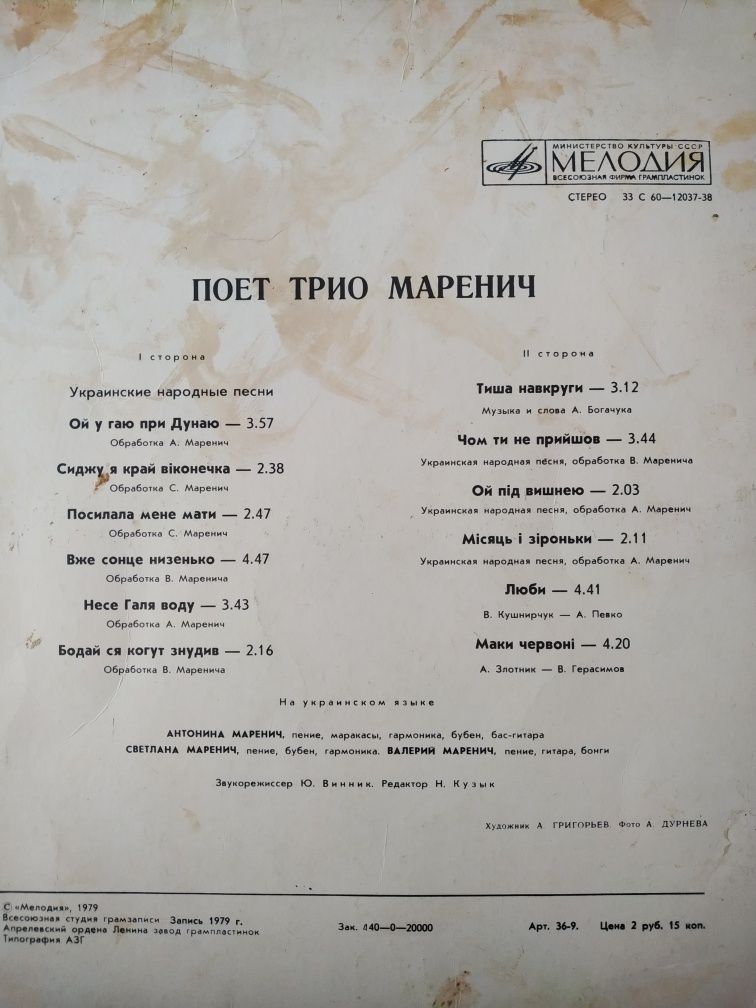 МИНИСТЕРСТВО КУЛЬТУРЫ СССР
МЕЛОДИЯ
ВСЕСОЮЗНАЯ ФИРМА ГРАМПЛАСТИНОК
СТЕРЕО 33 С 60—12037-38
ПОЕТ ТРИО МАРЕНИЧ
I сторона
Украинские народные песни
Ой у гаю при Дунаю — 3.57
Обработка А. Маренич
Сиджу я край віконечка — 2.38
Обработка С. Маренич
Посилала мене мати — 2.47
Обработка С. Маренич
Вже сонце низенько — 4.47
Обработка В. Маренича
Несе Галя воду — 3.43
Обработка А. Маренич
Бодай ся когут знудив — 2.16
Обработка В. Маренича
II сторона
Тиша навкруги — 3.12
Музыка и слова А. Богачука
Чом ти не прийшов — 3.44
Украинская народная песня, обработка В. Маренича
Ой під вишнею — 2.03
Украинская народная песня, обработка А. Маренич
Місяць і зіроньки — 2.11
Украинская народная песня, обработка А. Маренич
Люби — 4.41
В. Кушнирчук — А. Певко
Маки червоні — 4.20
А. Злотник — В. Герасимов
На украинском языке
АНТОНИНА МАРЕНИЧ, пение, маракасы, гармоника, бубен, бас-гитара
СВЕТЛАНА МАРЕНИЧ, пение, бубен, гармоника. ВАЛЕРИЙ МАРЕНИЧ, пение, гитара, бонги
Звукорежиссер Ю. Винник. Редактор Н. Кузык
Художник А. ГРИГОРЬЕВ. Фото А. ДУРНЕВА
С «Мелодия», 1979
Всесоюзная студия грамзаписи Запись 1979 г.
Апрелевский ордена Ленина завод грампластинок
Типография АЗГ
Зак. 440—0—20000
Арт. 36-9. Цена 2 руб. 15 коп.